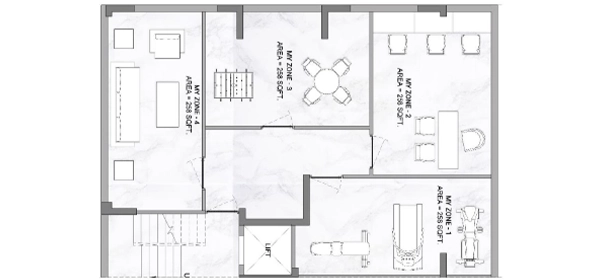 MY ZONE - 4
AREA = 258 SQFT.
MY ZONE - 3
AREA = 258 SQFT.
MY ZONE - 2
AREA = 258 SQFT.
MY ZONE - 1
AREA = 258 SQFT.
LIFT
U